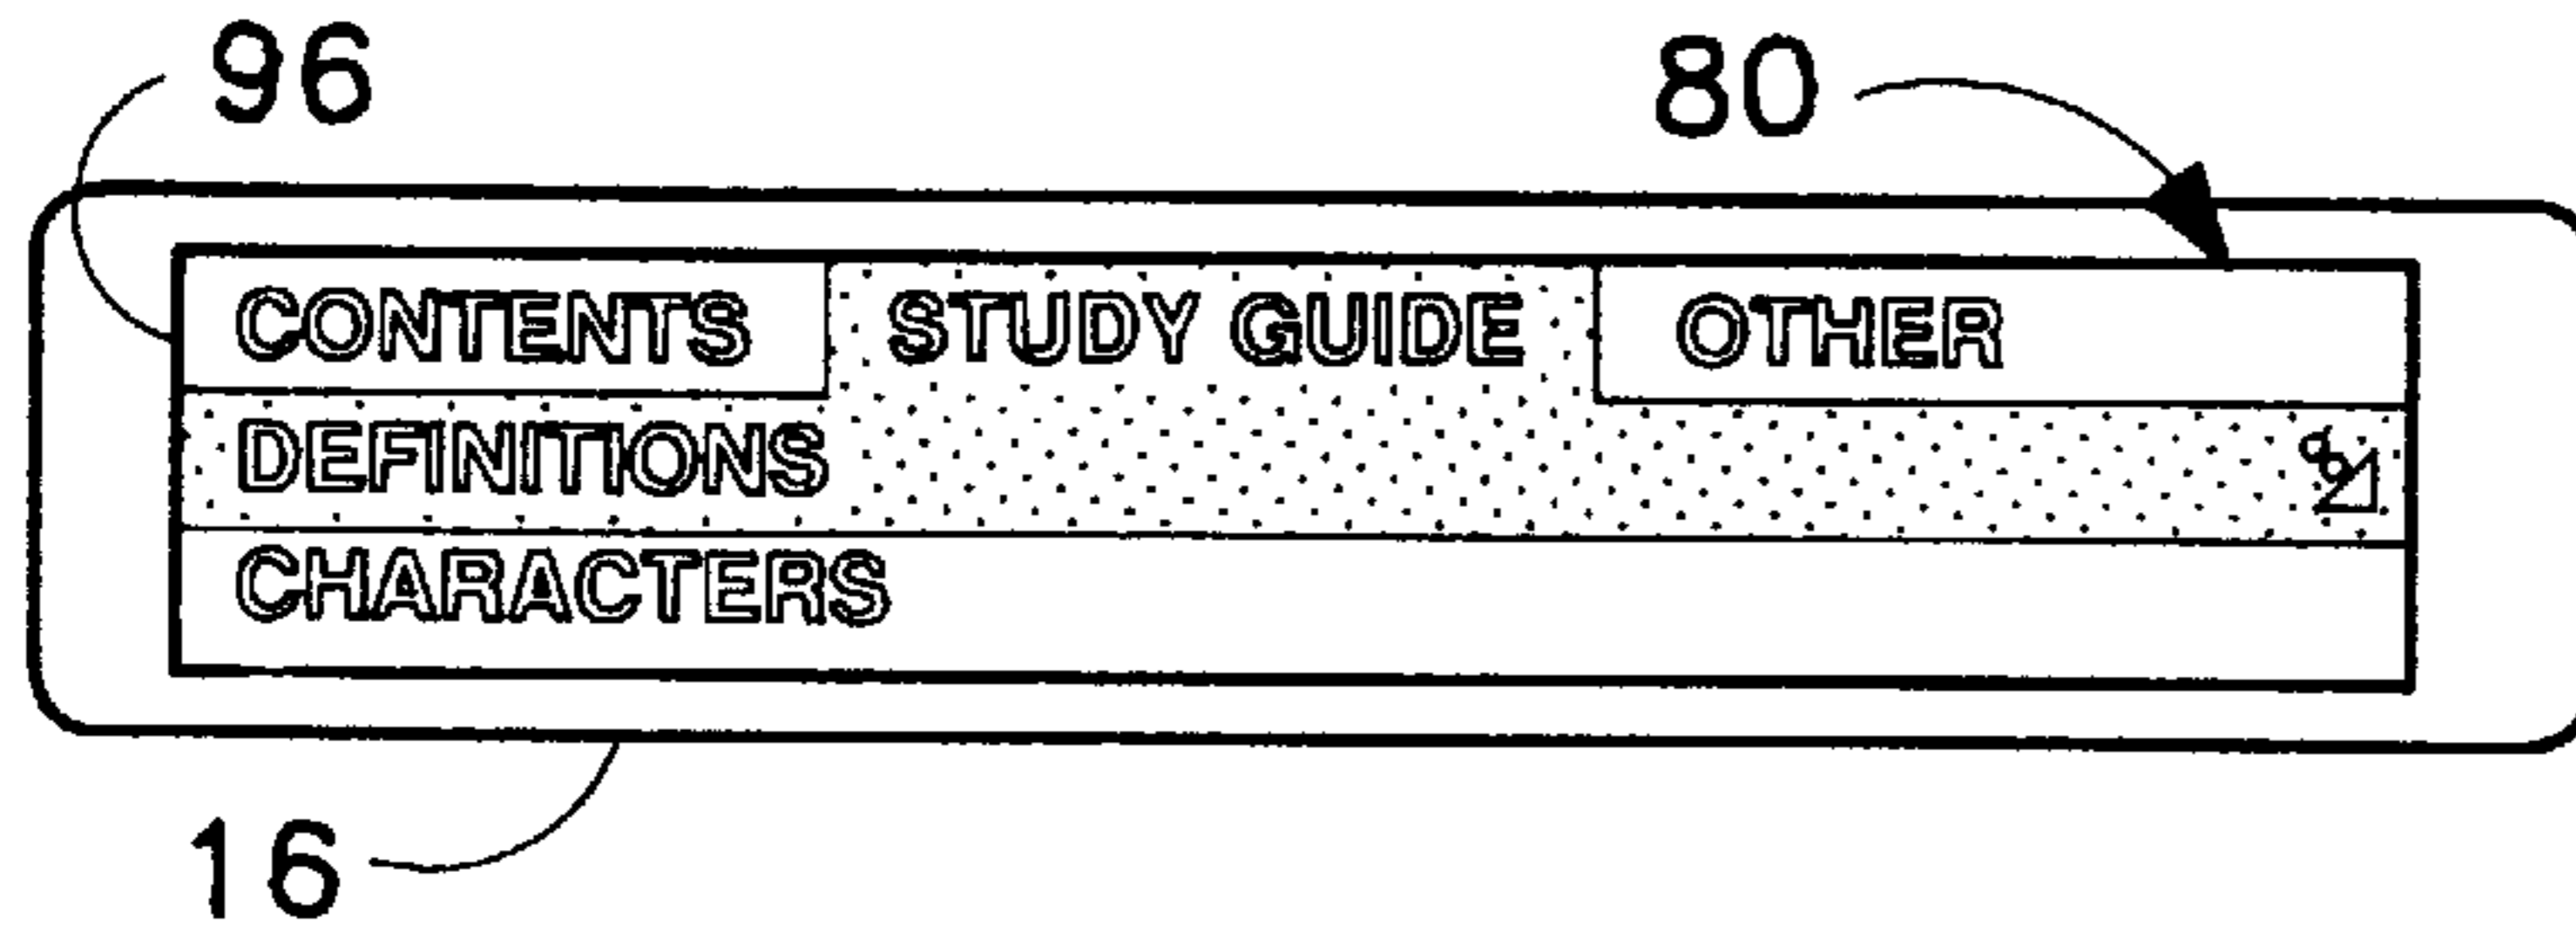 96 80
CONTENTS STUDY GUIDE OTHER
DEFINITIONS
CHARACTERS
16